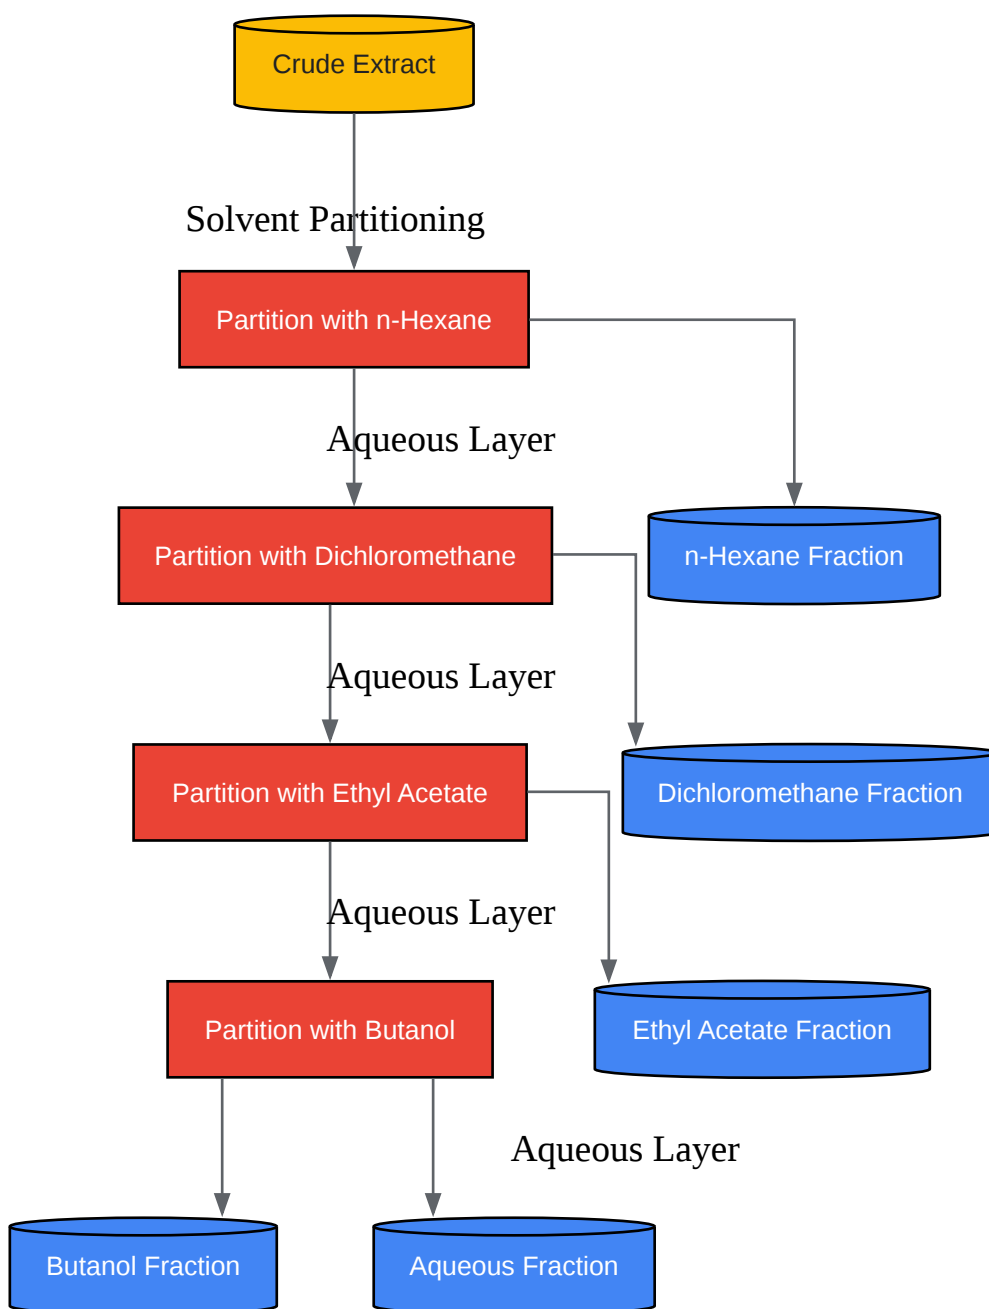 Crude Extract
Solvent Partitioning
Partition with n-Hexane
Aqueous Layer
Partition with Dichloromethane
n-Hexane Fraction
Aqueous Layer
Partition with Ethyl Acetate
Dichloromethane Fraction
Aqueous Layer
Partition with Butanol
Ethyl Acetate Fraction
Aqueous Layer
Butanol Fraction
Aqueous Fraction